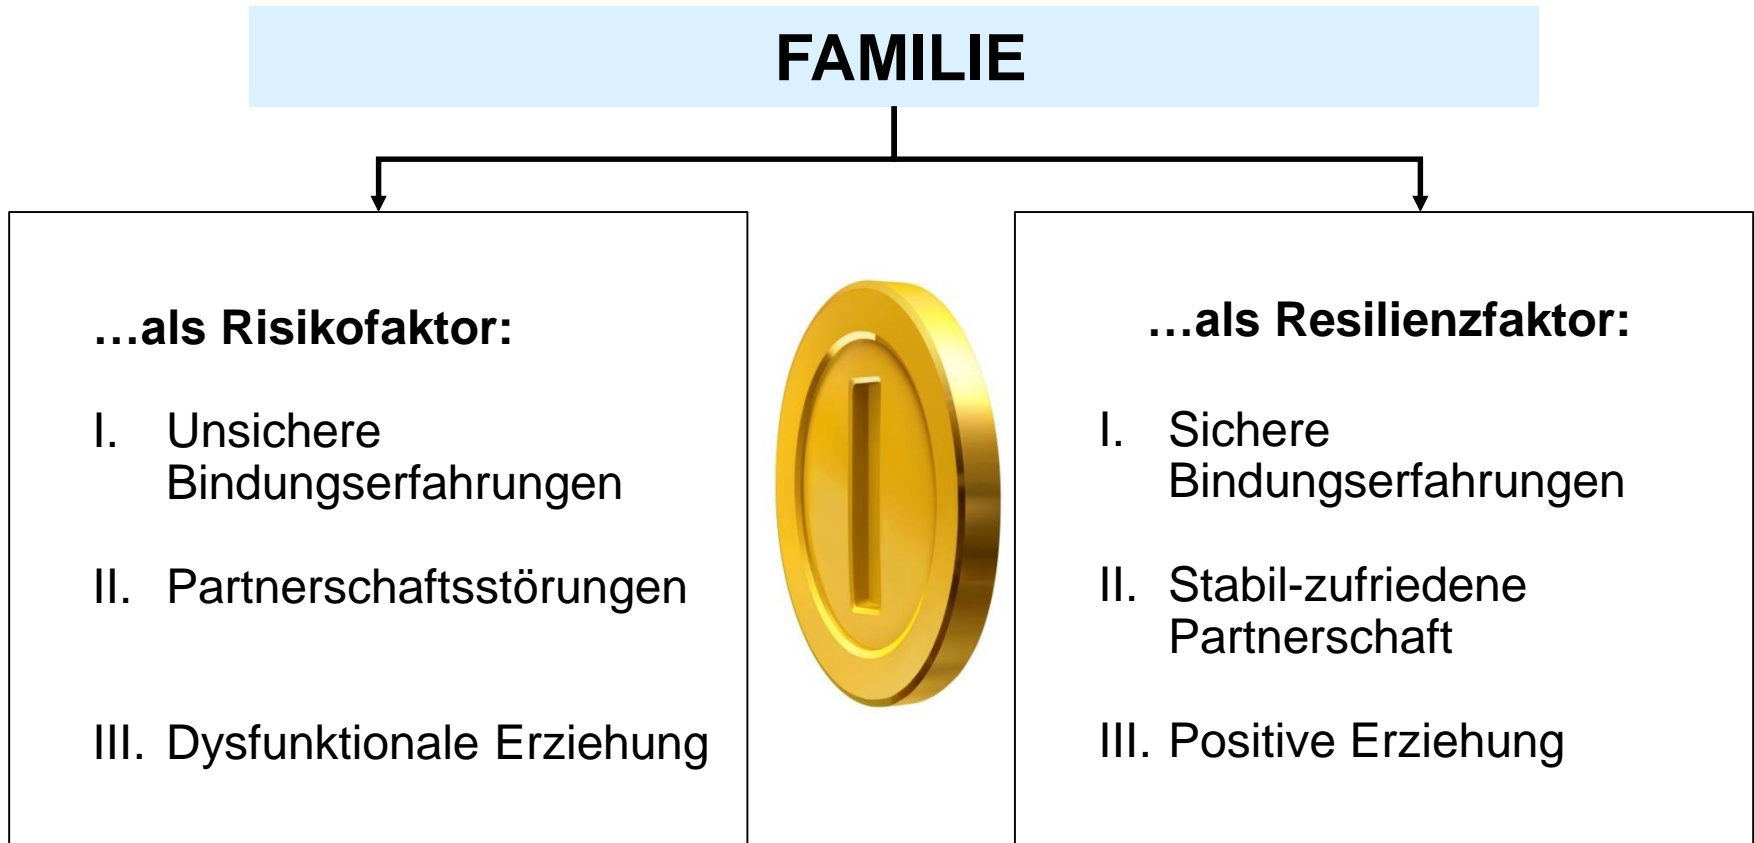 FAMILIE
…als Risikofaktor:
I. Unsichere
Bindungserfahrungen
II. Partnerschaftsstörungen
III. Dysfunktionale Erziehung
…als Resilienzfaktor:
I. Sichere
Bindungserfahrungen
II. Stabil-zufriedene
Partnerschaft
III. Positive Erziehung